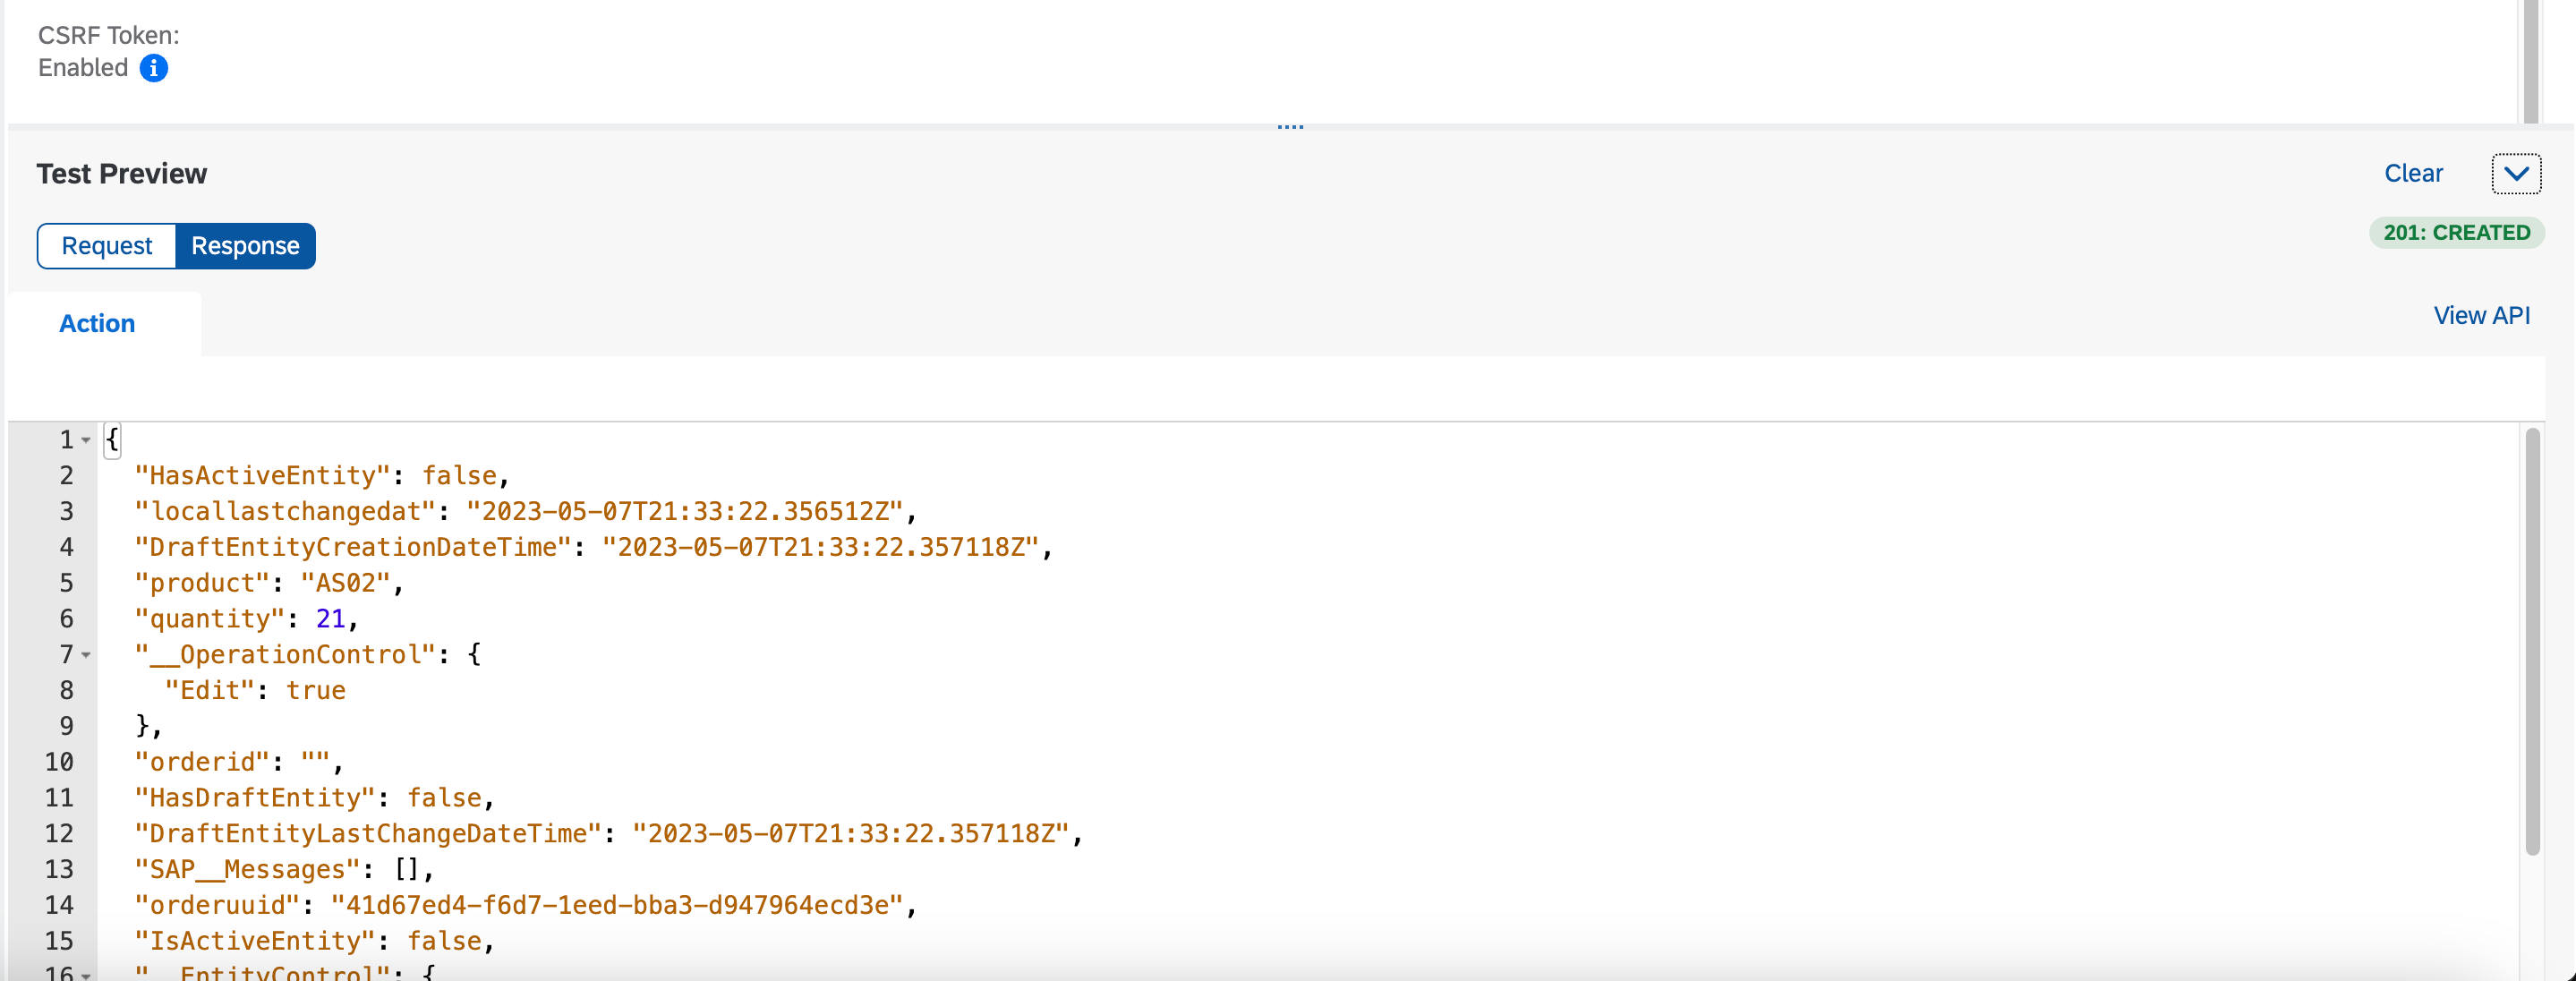 CSRF Token:
Enabled
Test Preview
Clear
Request Response
201: CREATED
Action
View API
1 {
2 "HasActiveEntity": false,
3 "locallastchangedat": "2023-05-07T21:33:22.356512Z",
4 "DraftEntityCreationDateTime": "2023-05-07T21:33:22.357118Z",
5 "product": "AS02",
6 "quantity": 21,
7 "__OperationControl": {
8 "Edit": true
9 },
10 "orderid": "",
11 "HasDraftEntity": false,
12 "DraftEntityLastChangeDateTime": "2023-05-07T21:33:22.357118Z",
13 "SAP__Messages": [],
14 "orderuuid": "41d67ed4-f6d7-1eed-bba3-d947964ecd3e",
15 "IsActiveEntity": false,
16 "__EntityControl": {